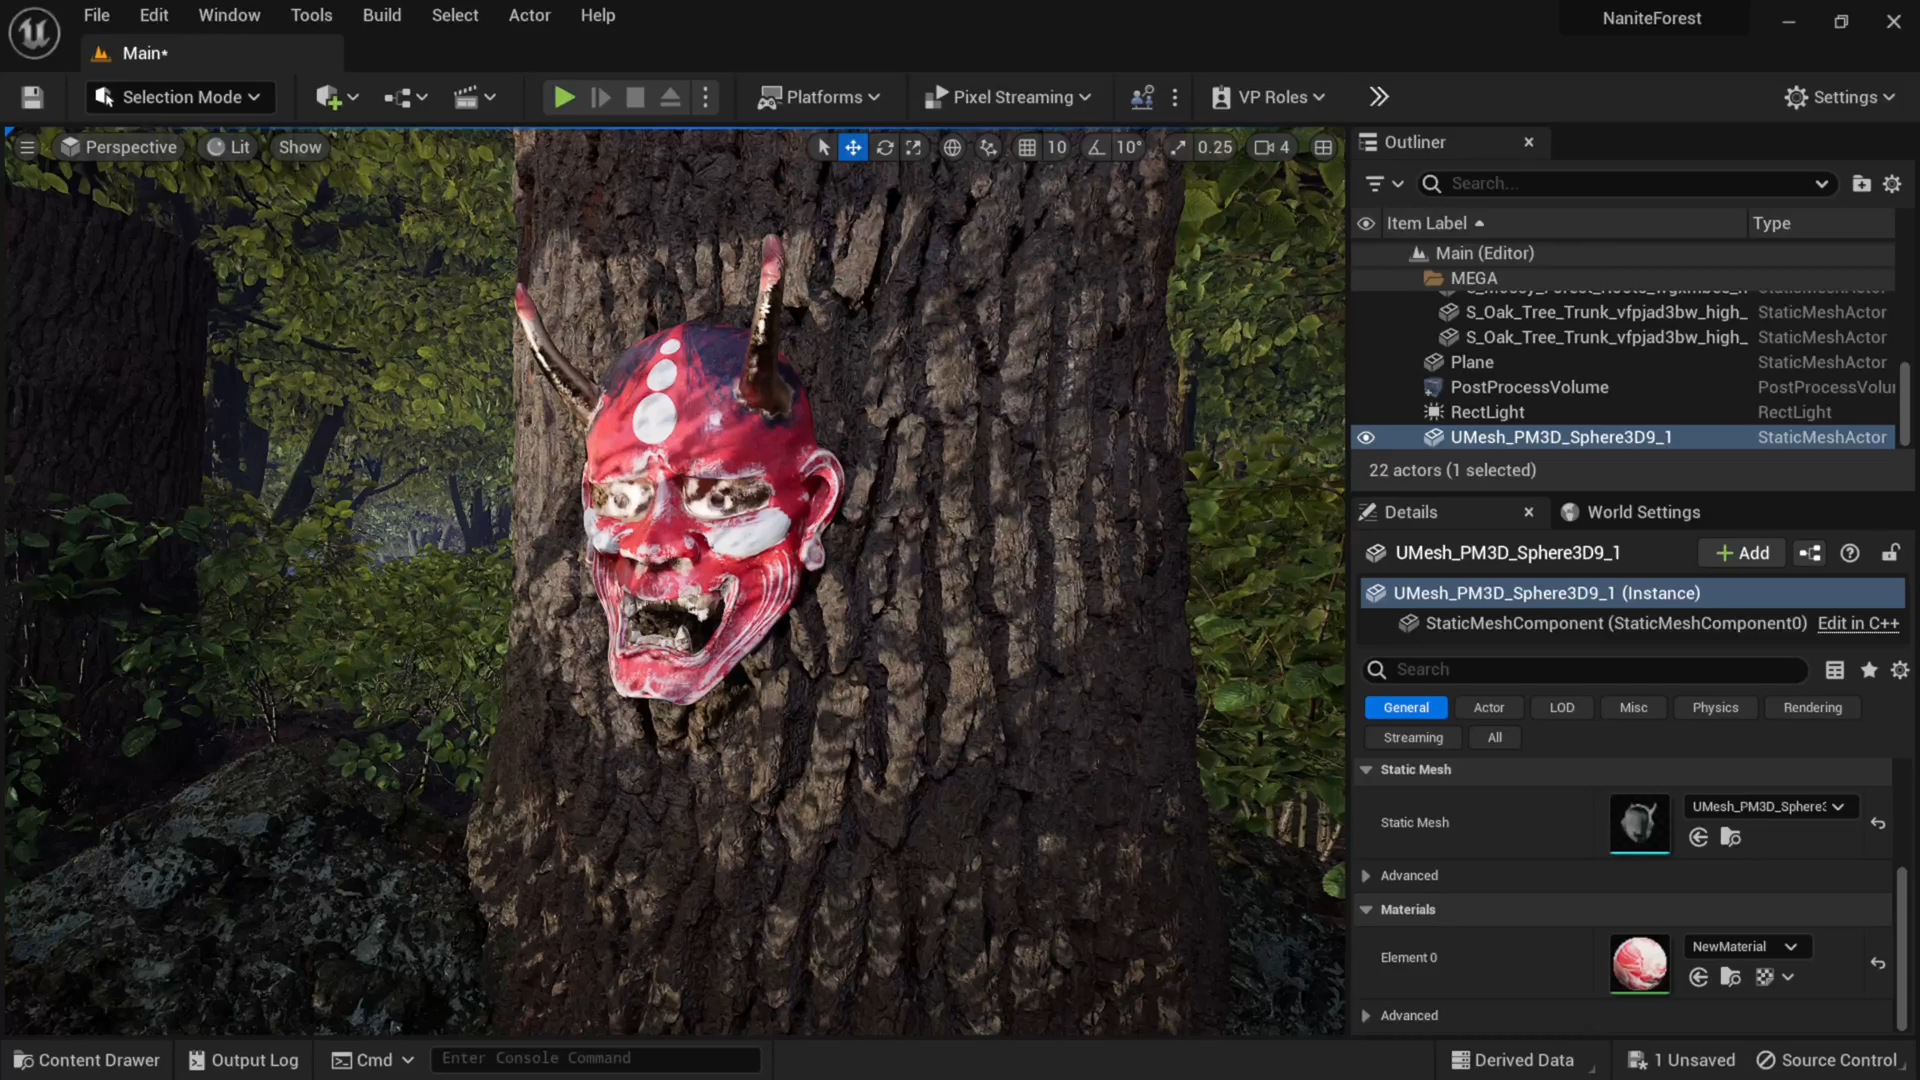 File Edit Window Tools Build Select Actor Help
NaniteForest
Main*
Selection Mode
Platforms
Pixel Streaming
VP Roles
Settings
Perspective
Lit
Show
10
10°
0.25
4
Outliner
Search...
Item Label
Type
Main (Editor)
MEGA
S_Oak_Tree_Trunk_vfpjad3bw_high_ StaticMeshActor
S_Oak_Tree_Trunk_vfpjad3bw_high_ StaticMeshActor
Plane StaticMeshActor
PostProcessVolume PostProcessVolu
RectLight RectLight
UMesh_PM3D_Sphere3D9_1 StaticMeshActor
22 actors (1 selected)
Details
World Settings
UMesh_PM3D_Sphere3D9_1
Add
UMesh_PM3D_Sphere3D9_1 (Instance)
StaticMeshComponent (StaticMeshComponent0) Edit in C++
Search
General Actor LOD Misc Physics Rendering
Streaming All
Static Mesh
Static Mesh
UMesh_PM3D_Sphere
Advanced
Materials
Element 0
NewMaterial
Advanced
Content Drawer
Output Log
Cmd
Enter Console Command
Derived Data
1 Unsaved
Source Control